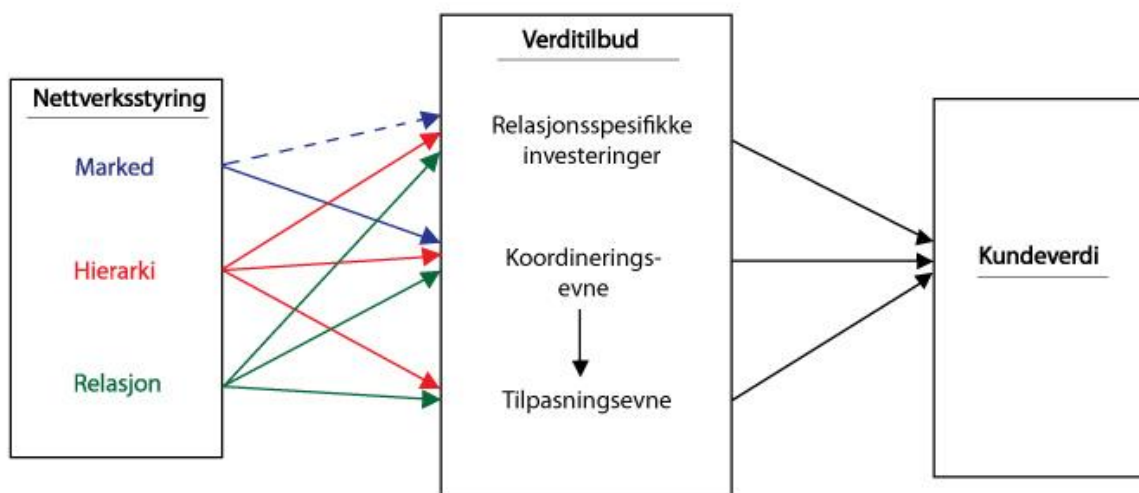 Nettverksstyring
Marked
Hierarki
Relasjon
Verditilbud
Relasjonsspesifikke
investeringer
Koordinerings-
evne
Tilpasningsevne
Kundeverdi